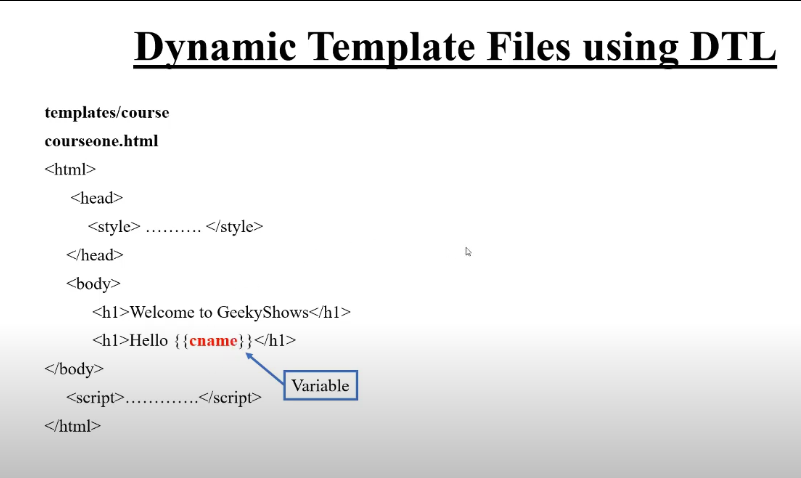 Dynamic Template Files using DTL
templates/course
courseone.html
<html>
<head>
<style> .......... </style>
</head>
<body>
<h1>Welcome to GeekyShows</h1>
<h1>Hello {{cname}}</h1>
</body>
Variable
<script>.............</script>
</html>